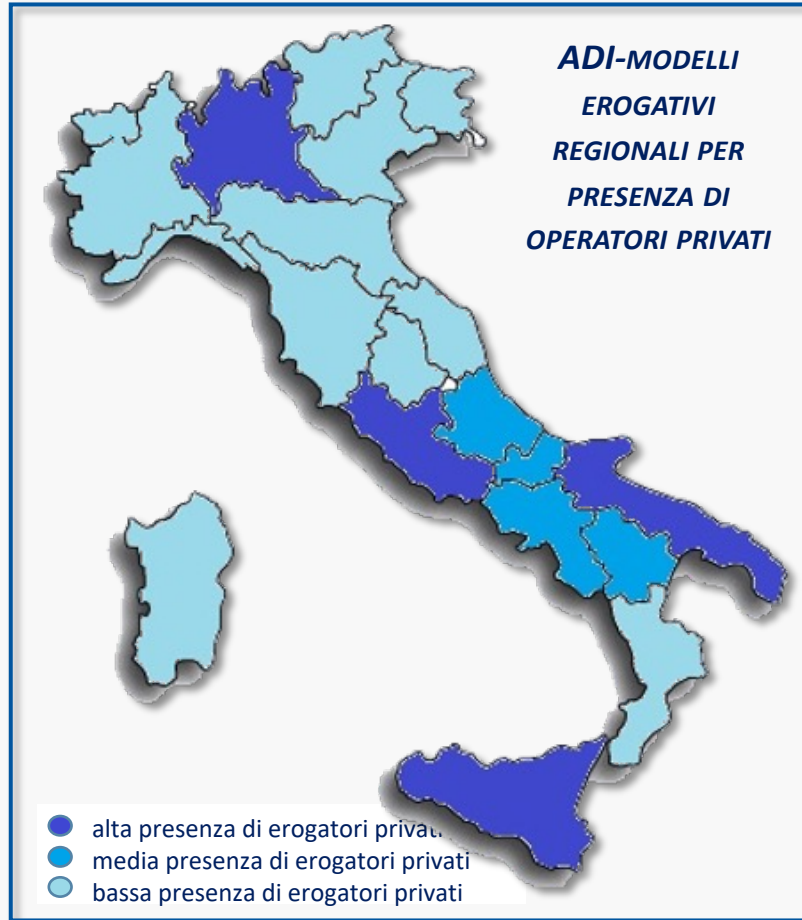 ADI-MODELLI
EROGATIVI
REGIONALI PER
PRESENZA DI
OPERATORI PRIVATI
alta presenza di erogatori privati
media presenza di erogatori privati
bassa presenza di erogatori privati